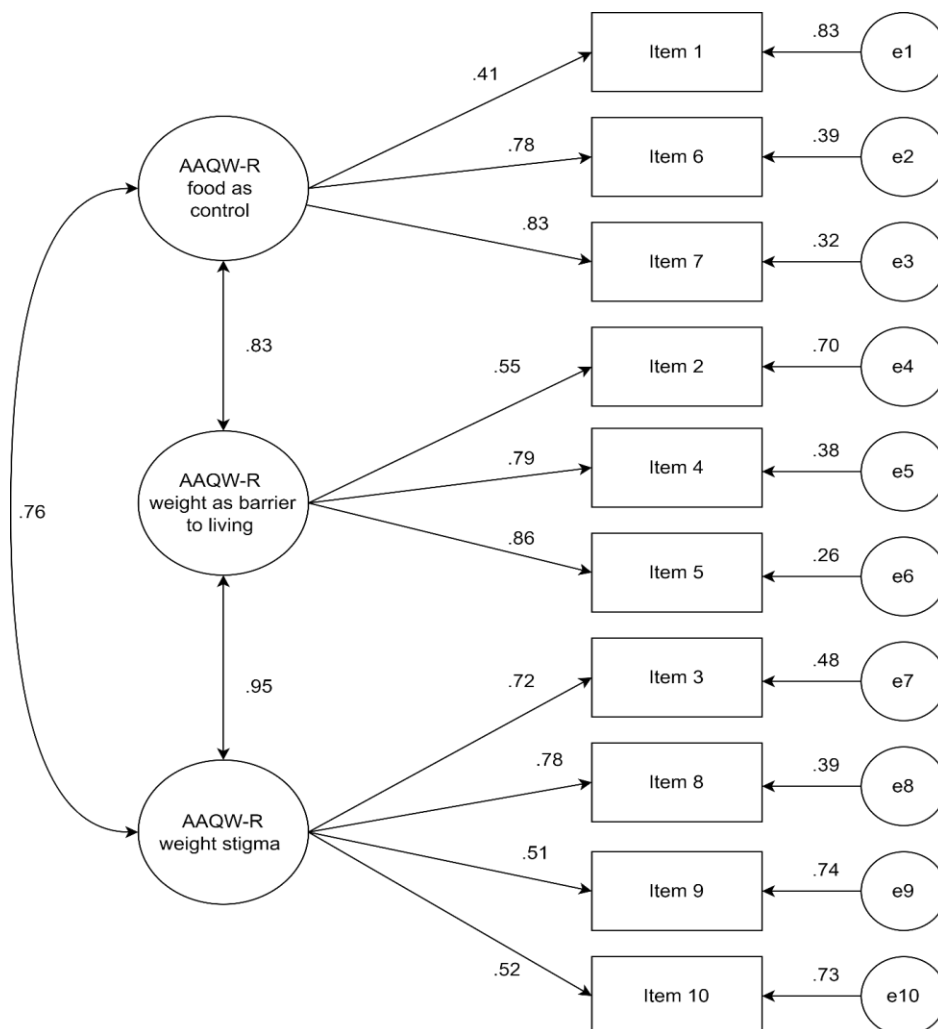 .83
Item 1
e1
.41
AAQW-R
food as
control
.78
.39
Item 6
e2
.83
.32
Item 7
e3
.83
.55
.70
Item 2
e4
AAQW-R
weight as barrier
to living
.79
.38
Item 4
e5
.76
.86
.26
Item 5
e6
.95
.72
.48
Item 3
e7
.78
.39
Item 8
e8
AAQW-R
weight stigma
.51
.74
Item 9
e9
.52
.73
Item 10
e10